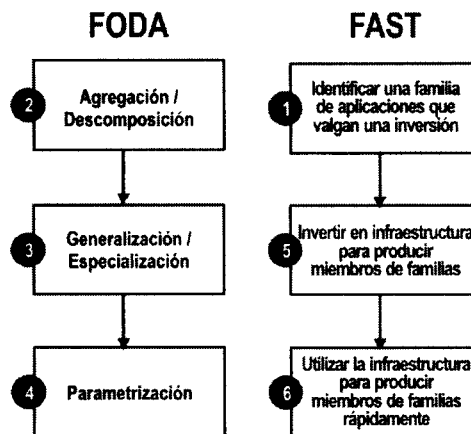 FODA
2
Agregación /
Descomposición
3
Generalización /
Especialización
4
Parametrización
FAST
1
Identificar una familia
de aplicaciones que
valgan una inversión
5
Invertir en infraestructura
para producir
miembros de familias
6
Utilizar la infraestructura
para producir
miembros de familias
rápidamente